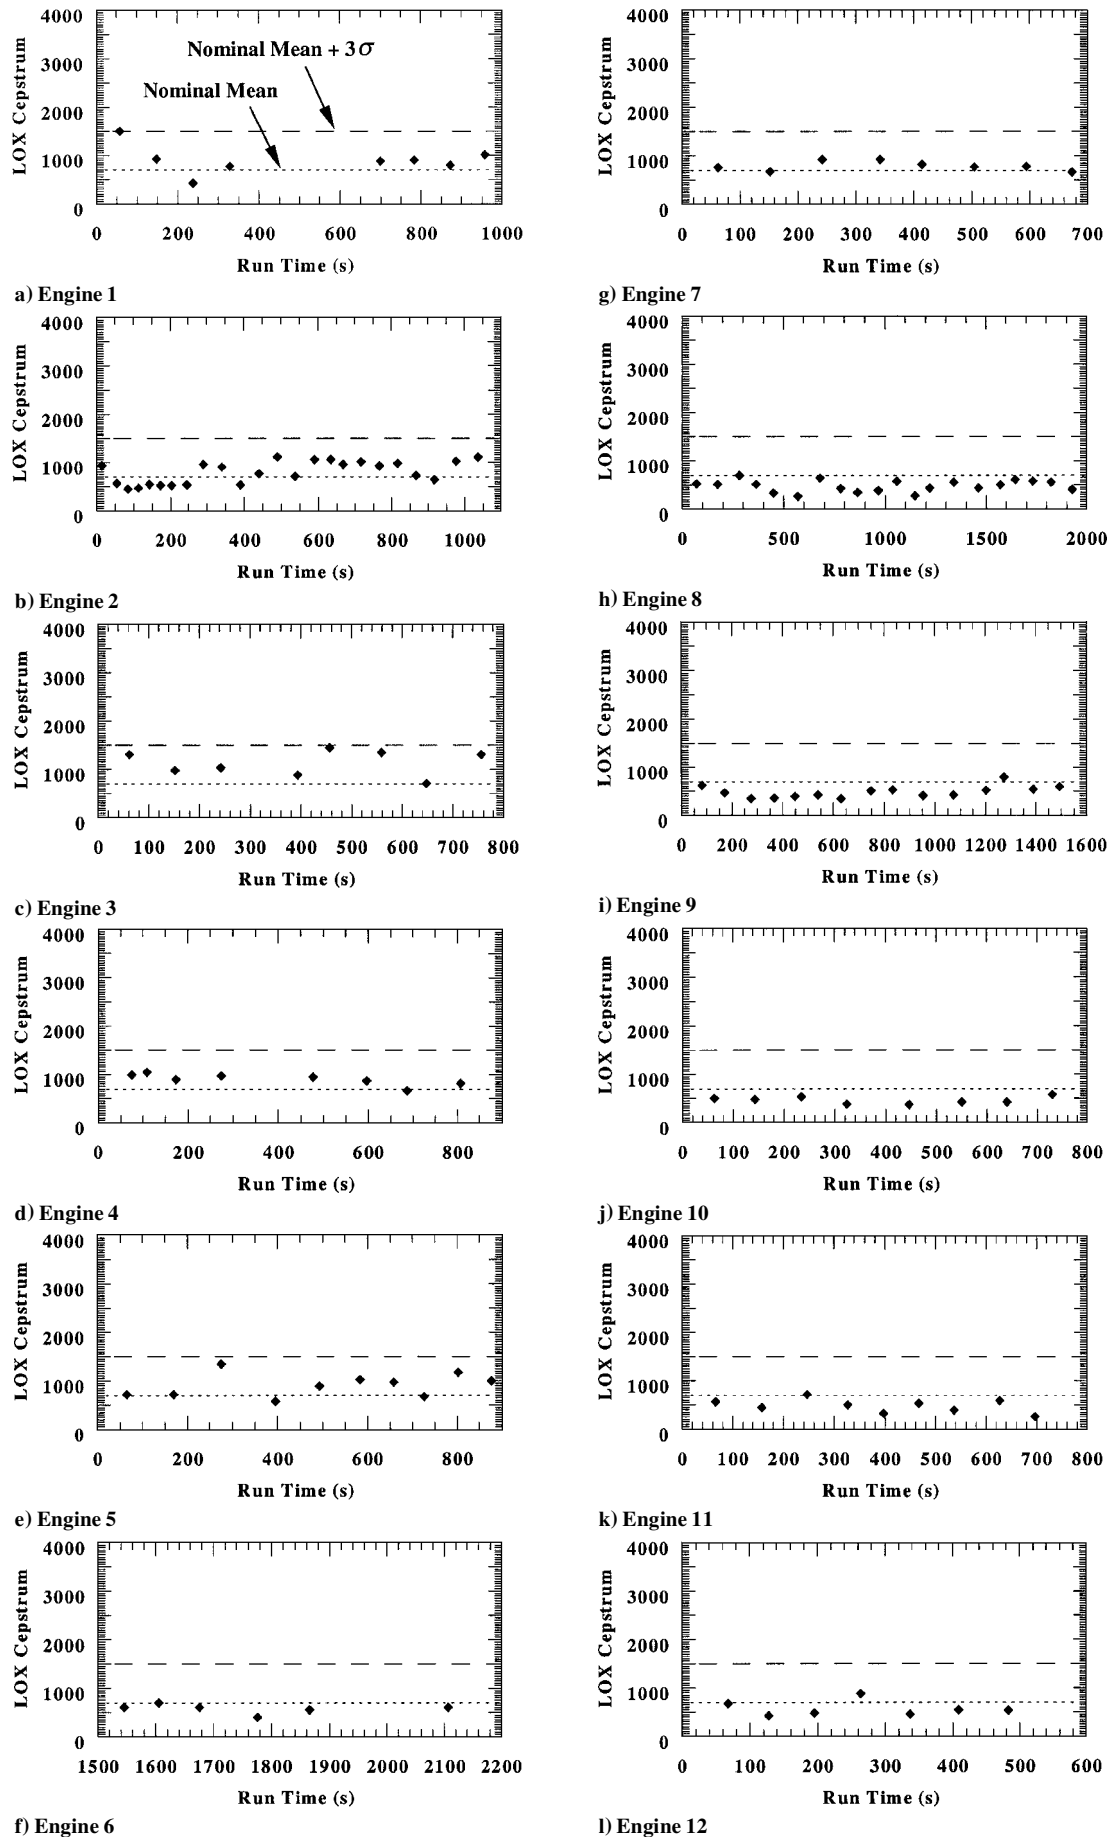 4000
3000
2000
1000
0
LOX Cepstrum
Nominal Mean + 3σ
Nominal Mean
0 200 400 600 800 1000
Run Time (s)
a) Engine 1
4000
3000
2000
1000
0
LOX Cepstrum
0 200 400 600 800 1000
Run Time (s)
b) Engine 2
4000
3000
2000
1000
0
LOX Cepstrum
0 100 200 300 400 500 600 700 800
Run Time (s)
c) Engine 3
4000
3000
2000
1000
0
LOX Cepstrum
0 200 400 600 800
Run Time (s)
d) Engine 4
4000
3000
2000
1000
0
LOX Cepstrum
0 200 400 600 800
Run Time (s)
e) Engine 5
4000
3000
2000
1000
0
LOX Cepstrum
1500 1600 1700 1800 1900 2000 2100 2200
Run Time (s)
f) Engine 6
4000
3000
2000
1000
0
LOX Cepstrum
0 100 200 300 400 500 600 700
Run Time (s)
g) Engine 7
4000
3000
2000
1000
0
LOX Cepstrum
0 500 1000 1500 2000
Run Time (s)
h) Engine 8
4000
3000
2000
1000
0
LOX Cepstrum
0 200 400 600 800 1000 1200 1400 1600
Run Time (s)
i) Engine 9
4000
3000
2000
1000
0
LOX Cepstrum
0 100 200 300 400 500 600 700 800
Run Time (s)
j) Engine 10
4000
3000
2000
1000
0
LOX Cepstrum
0 100 200 300 400 500 600 700 800
Run Time (s)
k) Engine 11
4000
3000
2000
1000
0
LOX Cepstrum
0 100 200 300 400 500 600
Run Time (s)
l) Engine 12